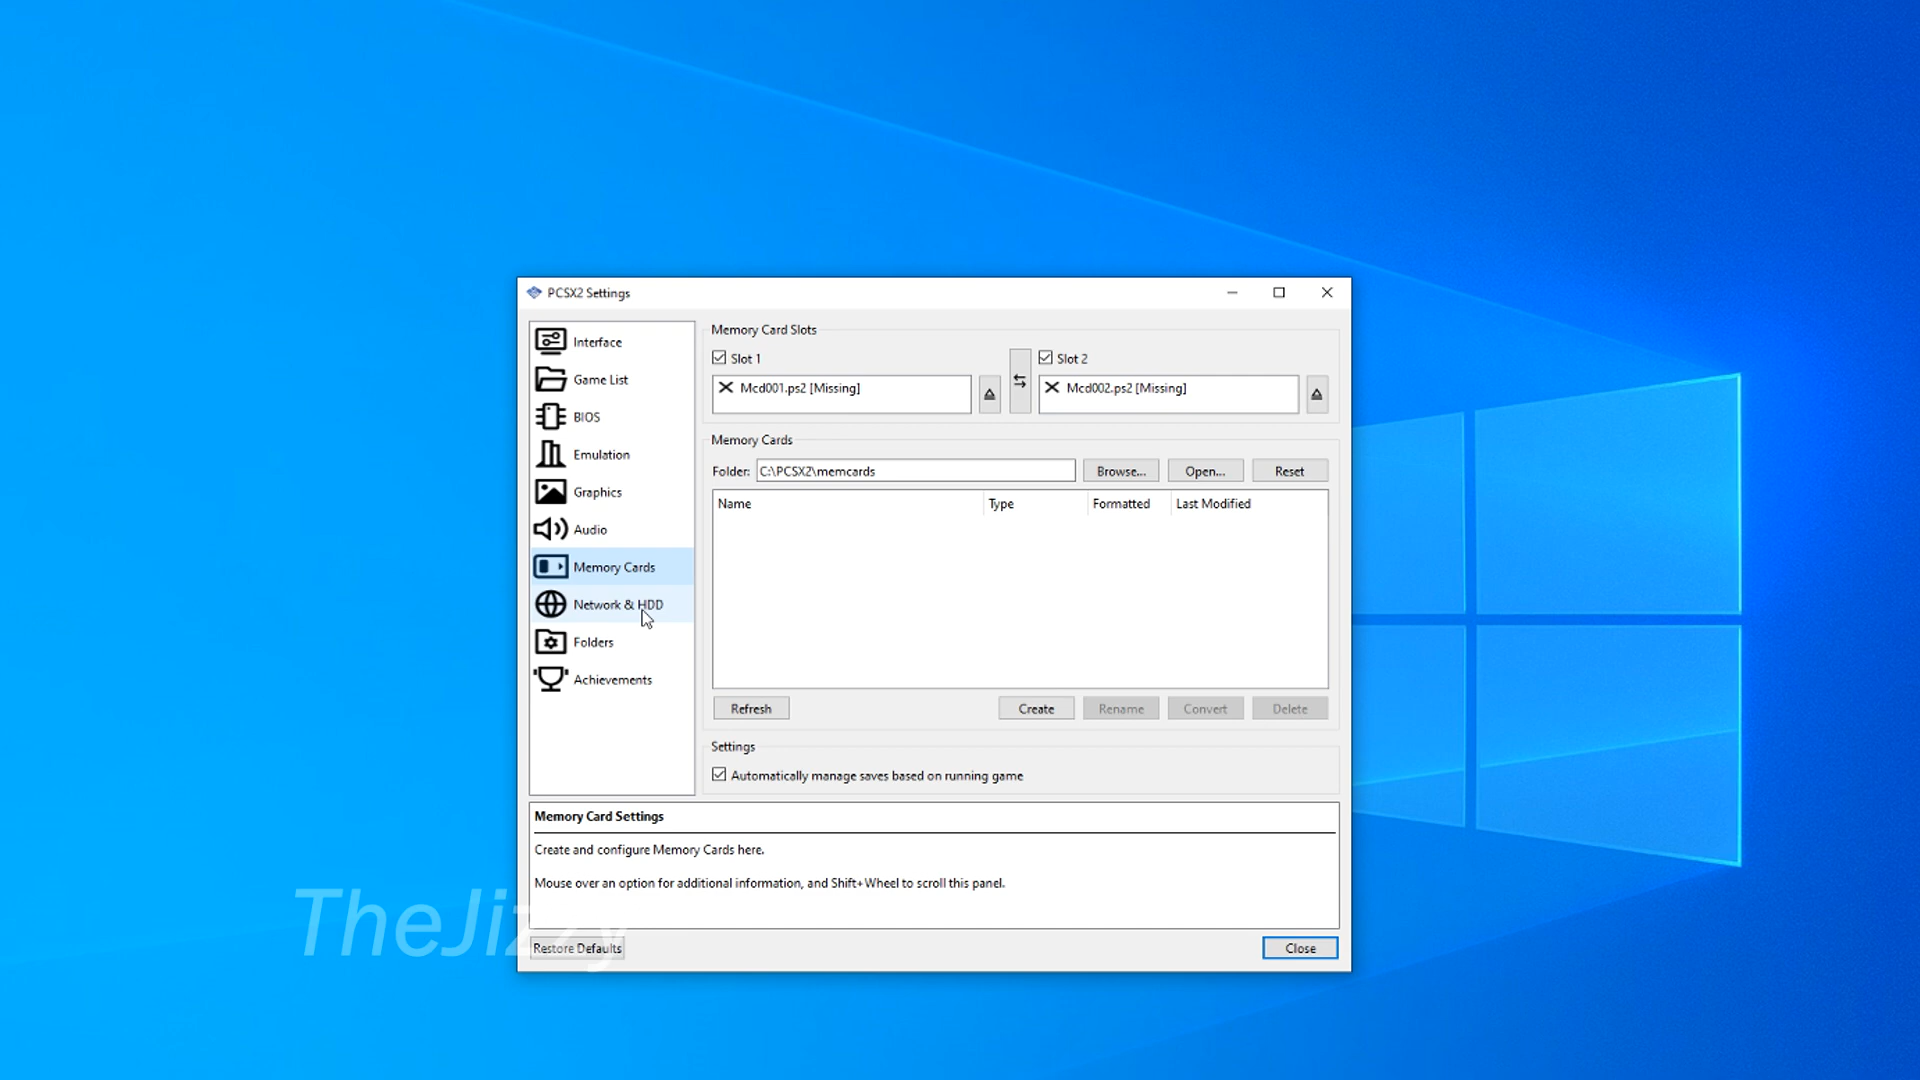 PCSX2 Settings
Interface
Game List
BIOS
Emulation
Graphics
Audio
Memory Cards
Network & HDD
Folders
Achievements
Memory Card Slots
Slot 1
Slot 2
Mcd001.ps2 [Missing]
Mcd002.ps2 [Missing]
Memory Cards
Folder: C:\PCSX2\memcards Browse... Open... Reset
Name Type Formatted Last Modified
Refresh Create Rename Convert Delete
Settings
Automatically manage saves based on running game
Memory Card Settings
Create and configure Memory Cards here.
Mouse over an option for additional information, and Shift+Wheel to scroll this panel.
TheJizzy
Restore Defaults Close